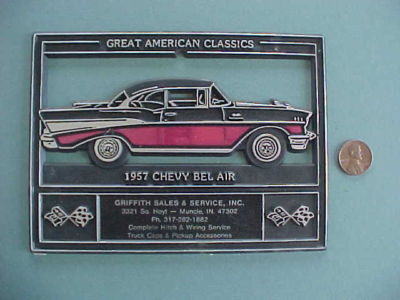 GREAT AMERICAN CLASSICS
1957 CHEVY BEL AIR
GRIFFITH SALES & SERVICE, INC.
3321 So. Hoyt — Muncie, IN. 47302
Ph. 317-282-1882
Complete Hitch & Wiring Service
Truck Caps & Pickup Accessories